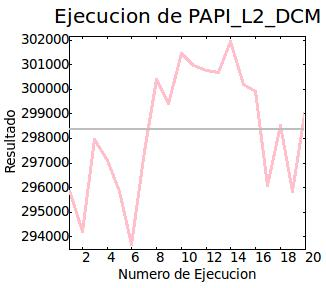 Ejecucion de PAPI_L2_DCM
302000
301000
300000
299000
298000
297000
296000
295000
294000
Resultado
2 4 6 8 10 12 14 16 18 20
Numero de Ejecucion